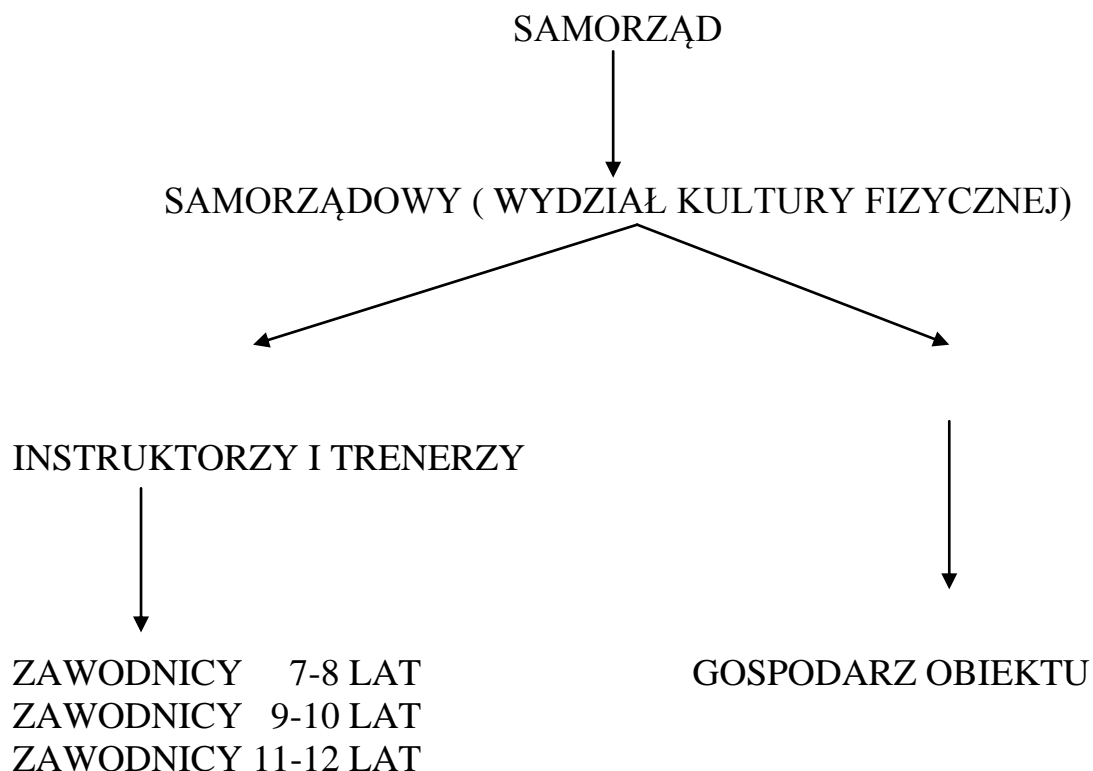 SAMORZĄD
SAMORZĄDOWY ( WYDZIAŁ KULTURY FIZYCZNEJ)
INSTRUKTORZY I TRENERZY
ZAWODNICY 7-8 LAT
GOSPODARZ OBIEKTU
ZAWODNICY 9-10 LAT
ZAWODNICY 11-12 LAT